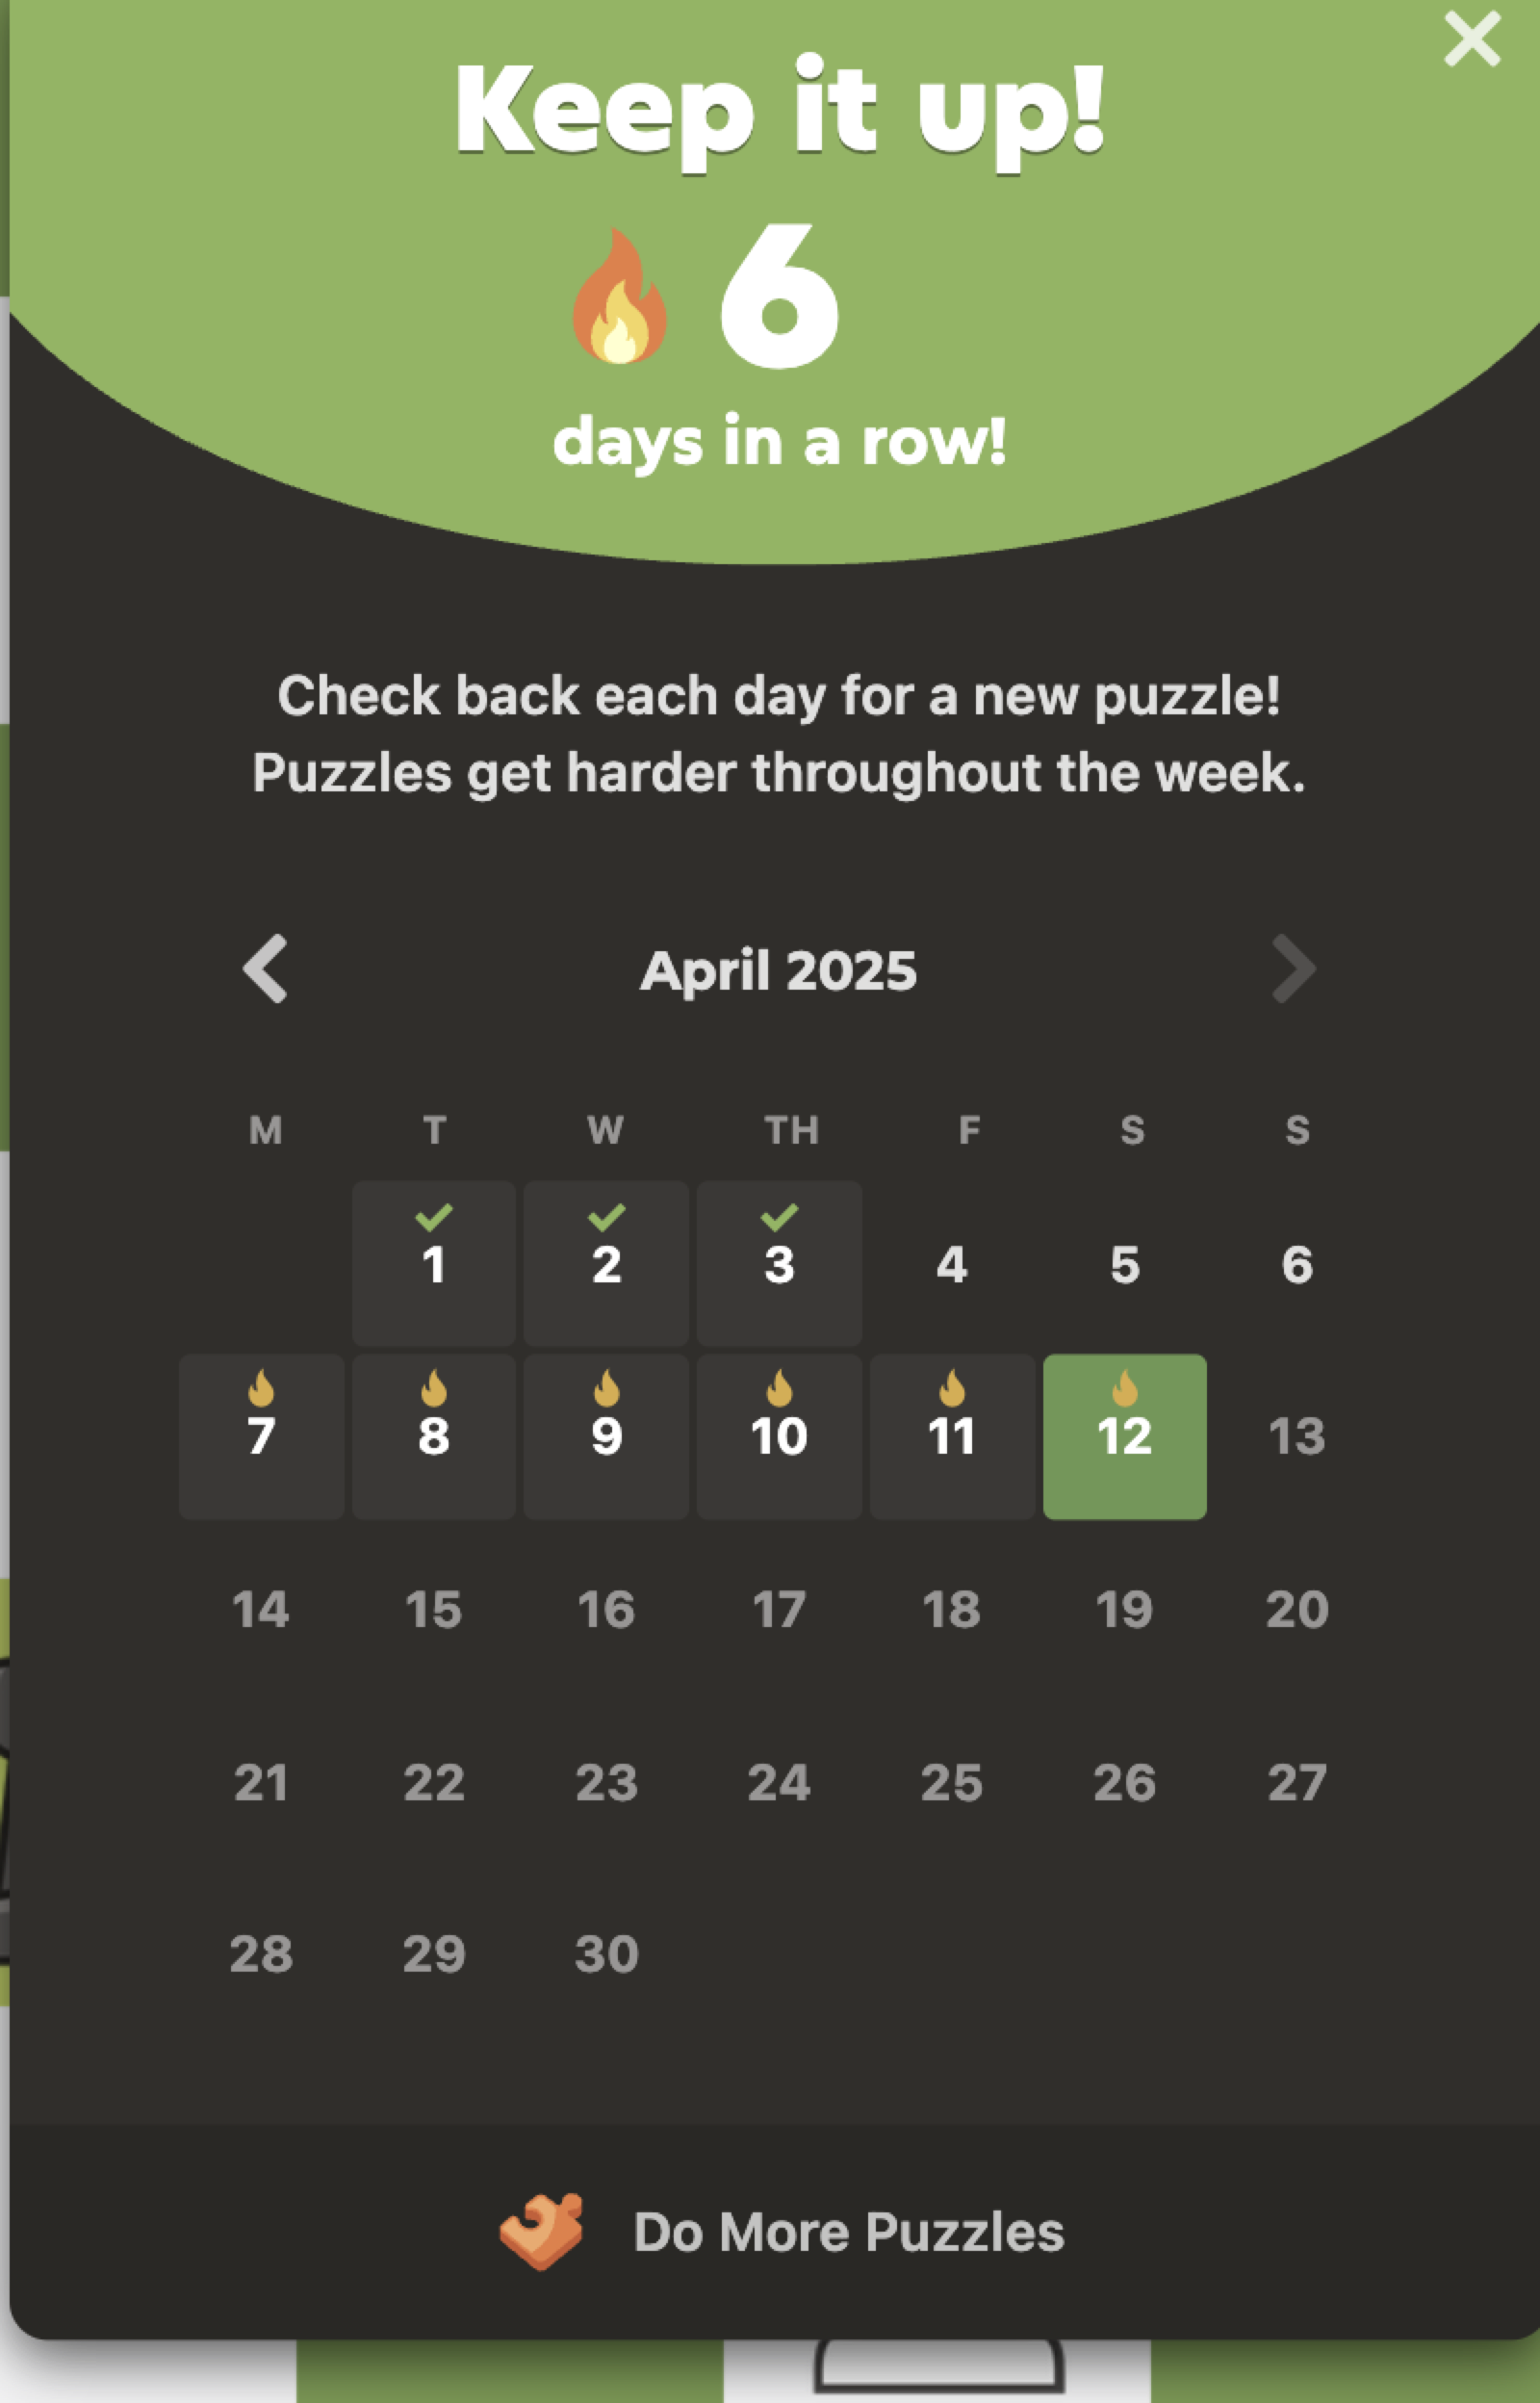 Keep it up!
6
days in a row!
Check back each day for a new puzzle!
Puzzles get harder throughout the week.
April 2025
M T W TH F S S
1 2 3 4 5 6
7 8 9 10 11 12 13
14 15 16 17 18 19 20
21 22 23 24 25 26 27
28 29 30
Do More Puzzles